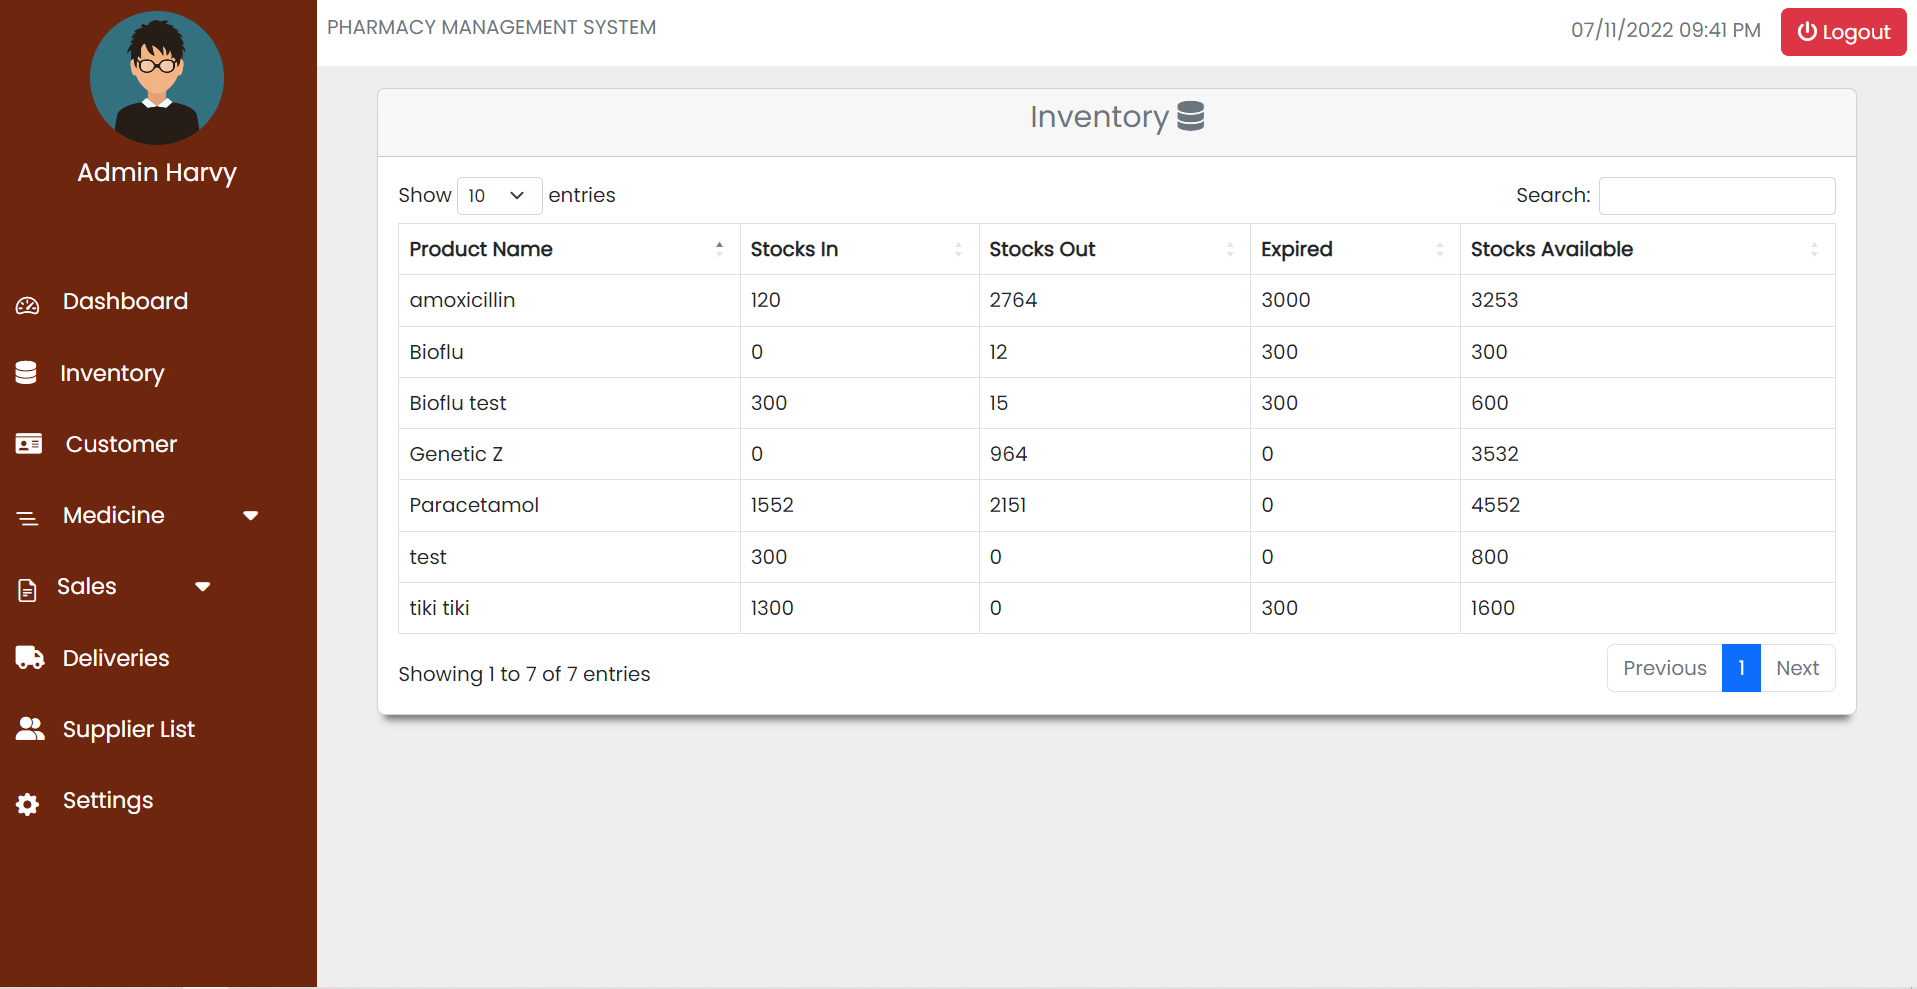 PHARMACY MANAGEMENT SYSTEM
07/11/2022 09:41 PM
Logout
Admin Harvy
Dashboard
Inventory
Customer
Medicine
Sales
Deliveries
Supplier List
Settings
Inventory
Show 10 entries
Search:
Product Name Stocks In Stocks Out Expired Stocks Available
amoxicillin 120 2764 3000 3253
Bioflu 0 12 300 300
Bioflu test 300 15 300 600
Genetic Z 0 964 0 3532
Paracetamol 1552 2151 0 4552
test 300 0 0 800
tiki tiki 1300 0 300 1600
Showing 1 to 7 of 7 entries
Previous 1 Next